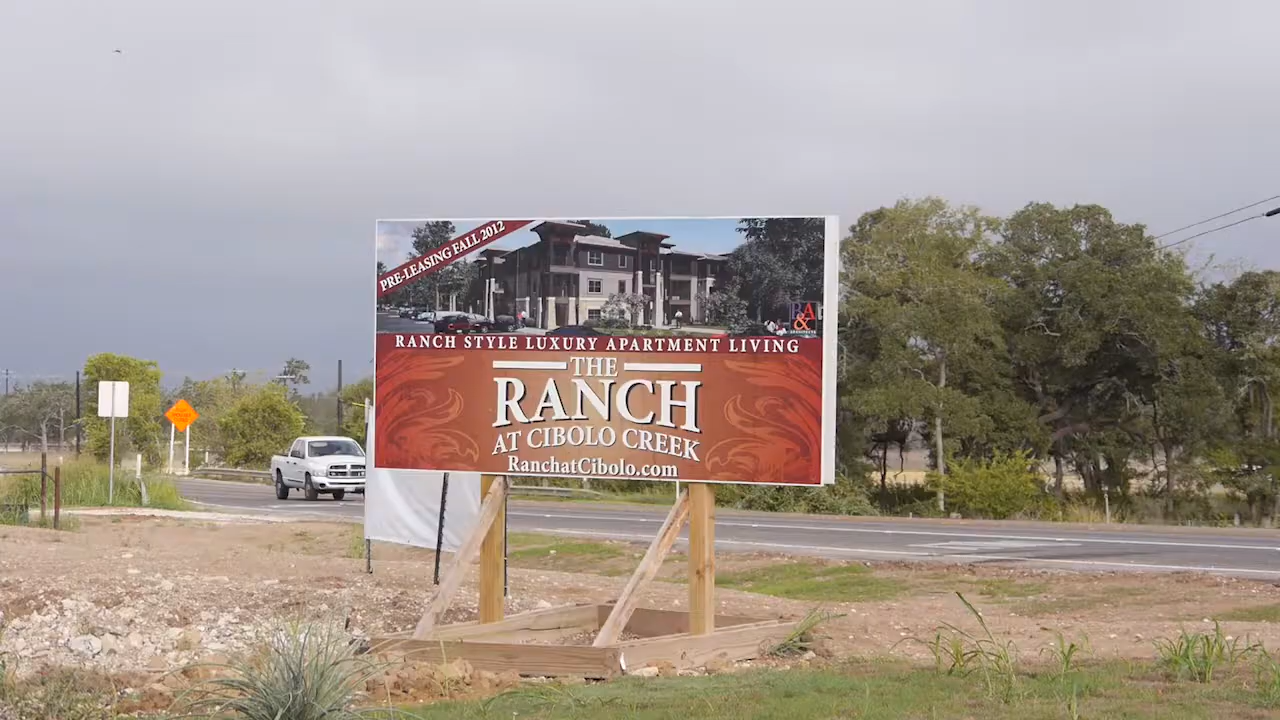 PRE-LEASING FALL 2012
RANCH STYLE LUXURY APARTMENT LIVING
THE
RANCH
AT CIBOLO CREEK
RanchatCibolo.com